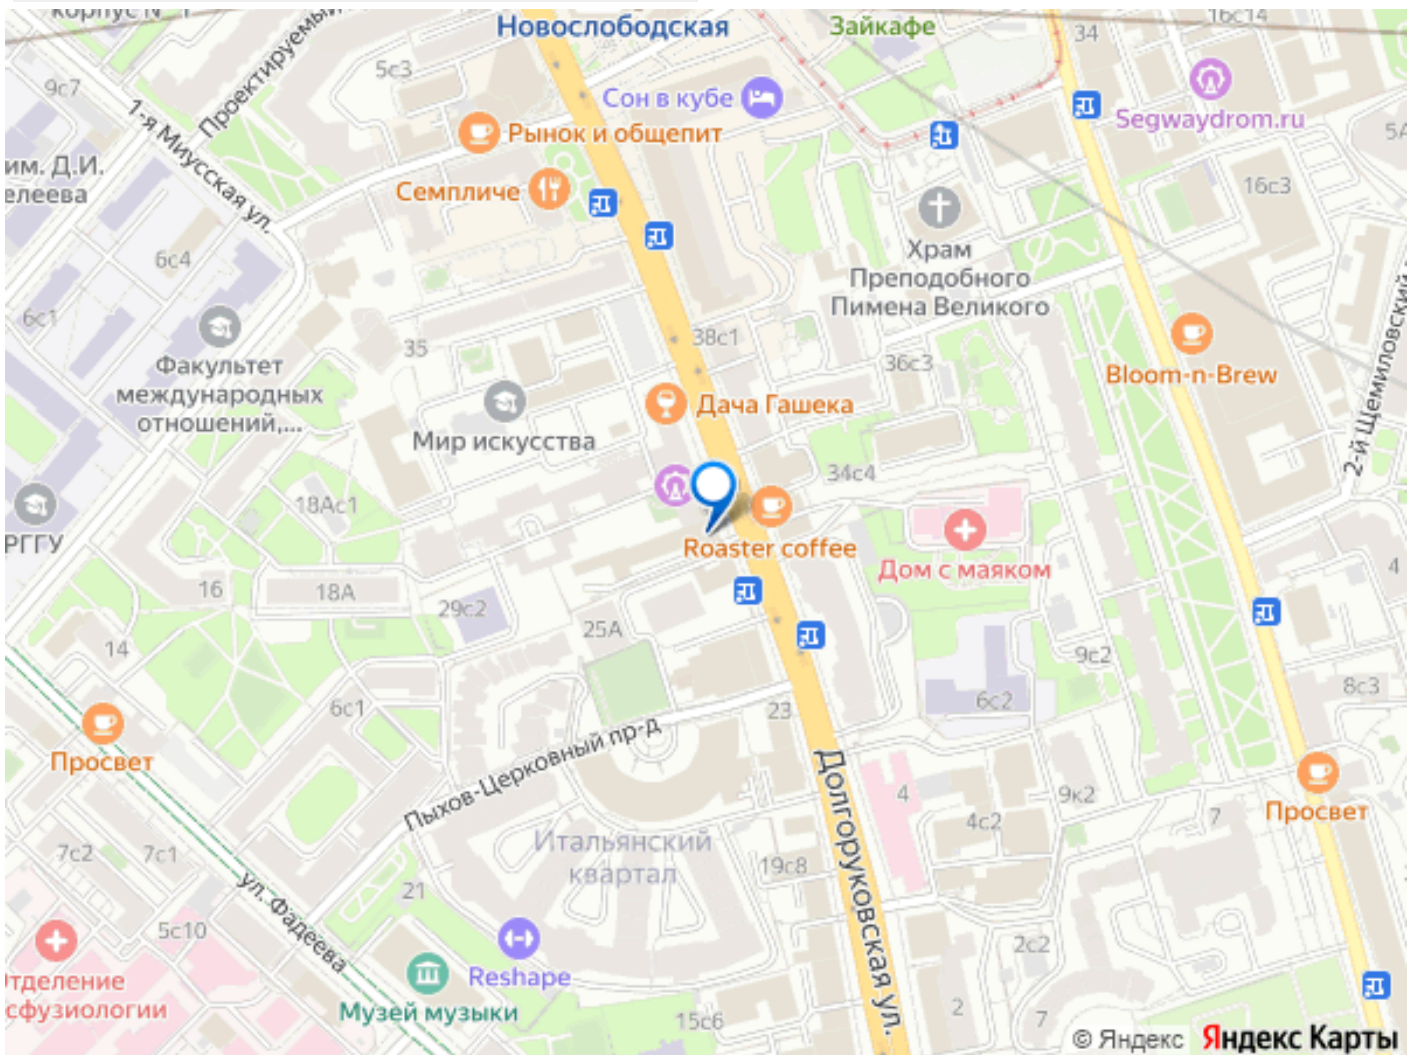 Новослободская
Зайкафе
16с14
34
5с3
9с7
Проектируемый
1-я Миусская ул.
Сон в кубе
Segwaydrom.ru
Рынок и общепит
им. Д.И.
Семпличе
16с3
Храм
Преподобного
Пимена Великого
6с4
6с1
38с1
35
36с3
Факультет
международных
отношений,...
Bloom-n-Brew
2-й Щемиловский
Дача Гашека
Мир искусства
34с4
18Ас1
РГГУ
Roaster coffee
Дом с маяком
4
16
18А
29с2
25А
14
9с2
8с3
6с2
6с1
23
Просвет
Пыхов-Церковный пр-д
Долгоруковская ул.
4
9к2
7
Просвет
4с2
Итальянский
квартал
19с8
7с2
7с1
21
ул. Фадеева
5с10
2с2
Reshape
Музей музыки
15с6
2
7
© Яндекс Яндекс Карты